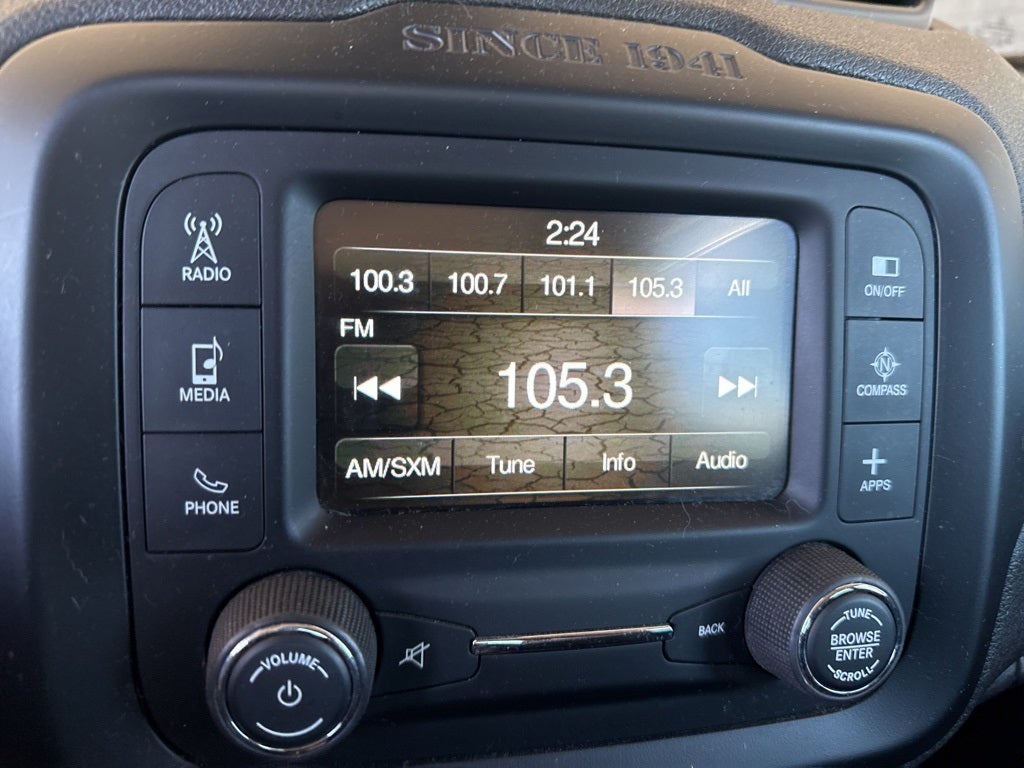 SINCE 1941
2:24
100.3 100.7 101.1 105.3 All
FM
105.3
AM/SXM Tune Info Audio
RADIO
MEDIA
PHONE
ON/OFF
N
COMPASS
APPS
VOLUME
BACK
TUNE
BROWSE
ENTER
SCROLL